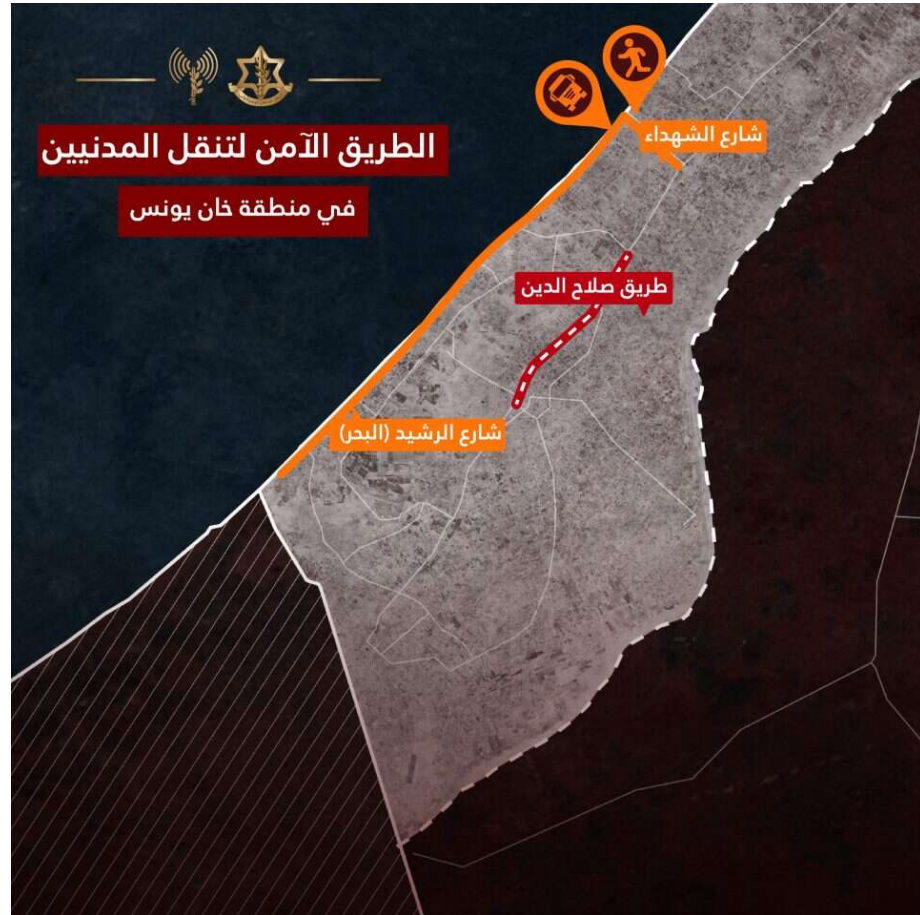 الطريق الآمن لتنقل المدنيين
في منطقة خان يونس
شارع الشهداء
طريق صلاح الدين
شارع الرشيد (البحر)